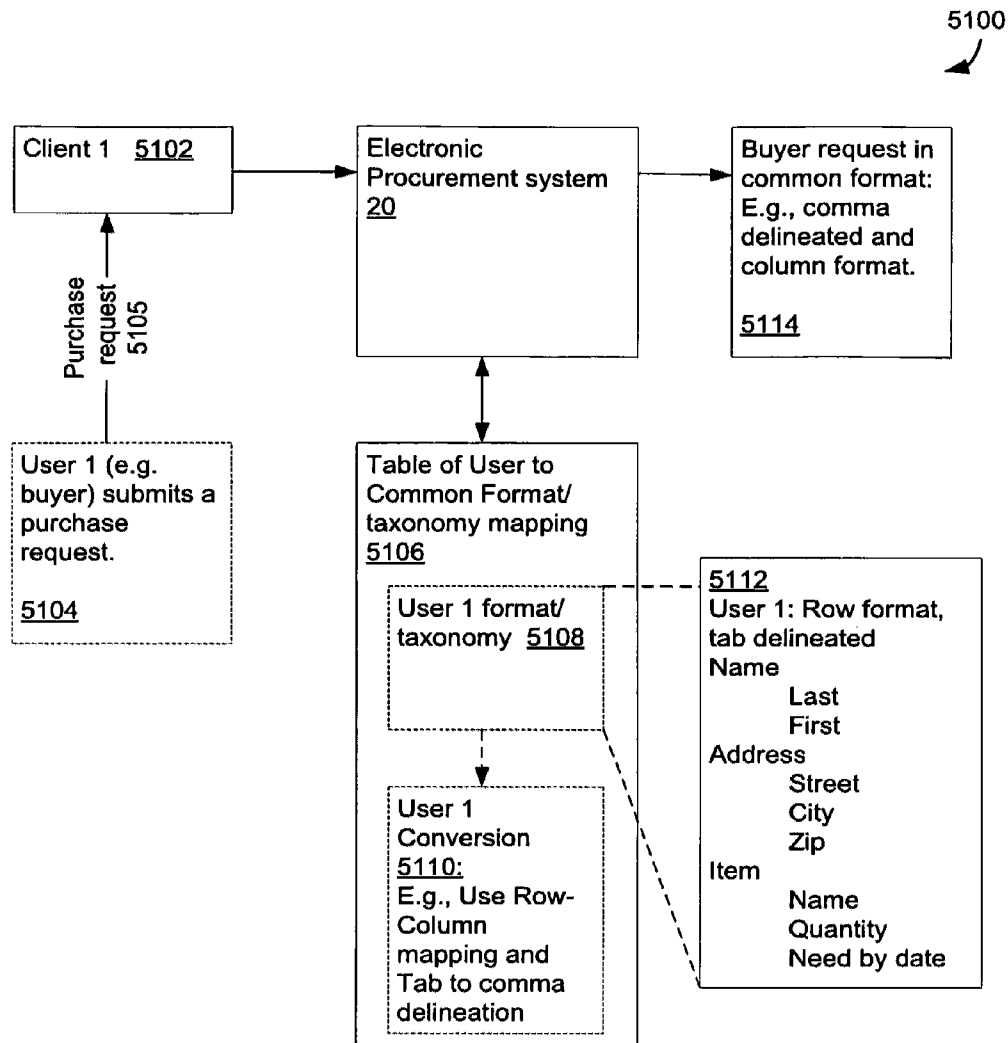 5100
Client 1 5102
Electronic
Procurement system
20
Buyer request in
common format:
E.g., comma
delineated and
column format.
5114
Purchase
request
5105
User 1 (e.g.
buyer) submits a
purchase
request.
5104
Table of User to
Common Format/
taxonomy mapping
5106
User 1 format/
taxonomy 5108
User 1
Conversion
5110:
E.g., Use Row-
Column
mapping and
Tab to comma
delineation
5112
User 1: Row format,
tab delineated
Name
Last
First
Address
Street
City
Zip
Item
Name
Quantity
Need by date